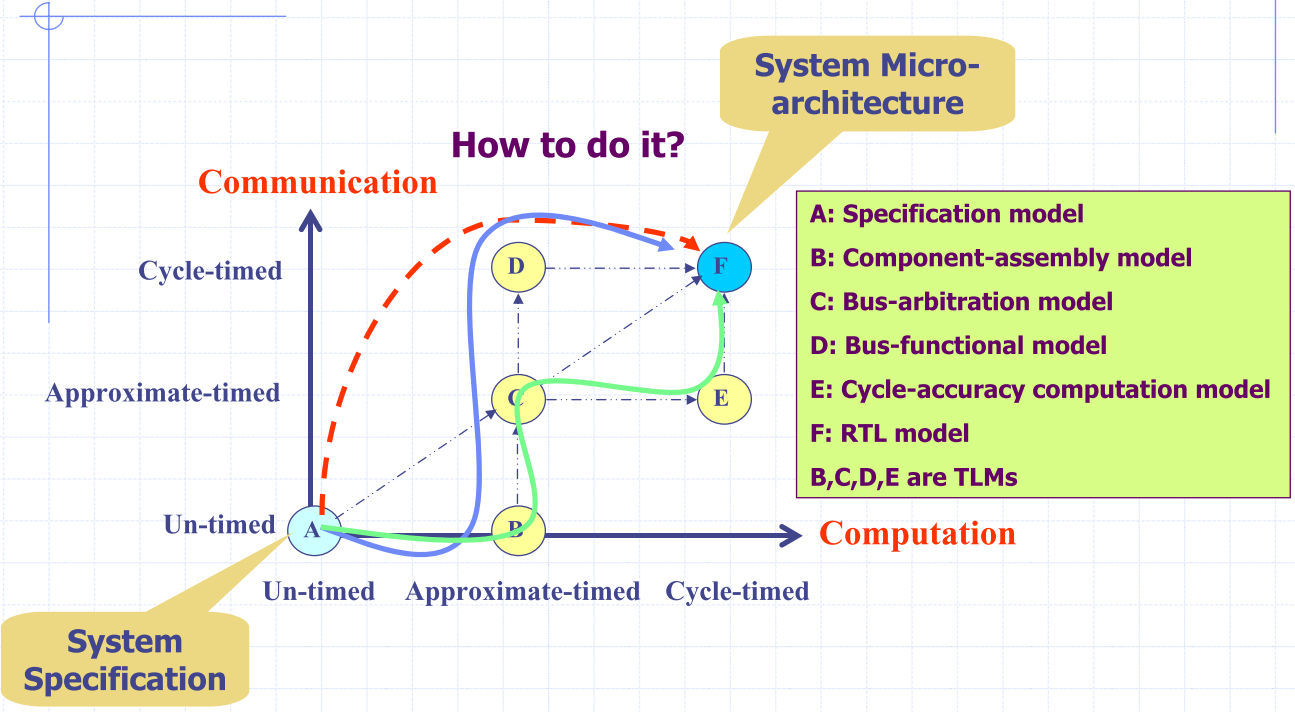 System Micro-
architecture
How to do it?
Communication
A: Specification model
B: Component-assembly model
C: Bus-arbitration model
D: Bus-functional model
E: Cycle-accuracy computation model
F: RTL model
B,C,D,E are TLMs
Cycle-timed
D
F
Approximate-timed
C
E
Un-timed
A
B
Computation
Un-timed
Approximate-timed
Cycle-timed
System
Specification